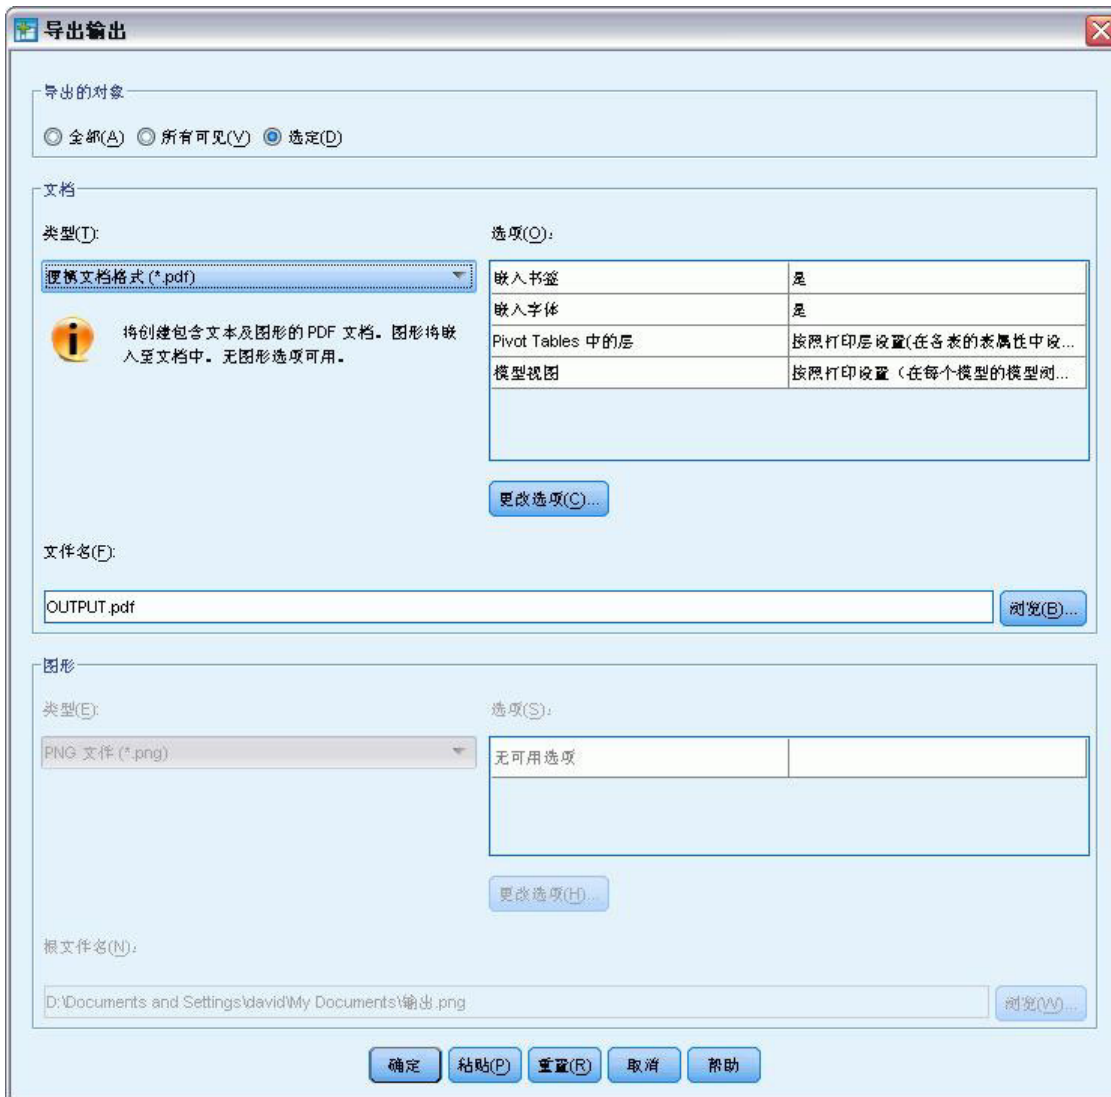 导出输出
导出的对象
全部(A) 所有可见(V) 选定(D)
文档
类型(T):
选项(O):
便携文档格式 (*.pdf)
将创建包含文本及图形的 PDF 文档。图形将嵌
入至文档中。无图形选项可用。
嵌入书签 是
嵌入字体 是
Pivot Tables 中的层 按照打印层设置(在各表的表属性中设...
模型视图 按照打印设置（在每个模型的模型浏...
更改选项(C)...
文件名(F):
OUTPUT.pdf
浏览(B)...
图形
类型(E):
选项(S):
PNG 文件 (*.png)
无可用选项
更改选项(H)...
根文件名(N):
D:\Documents and Settings\david\My Documents\输出.png
浏览(W)...
确定 粘贴(P) 重置(R) 取消 帮助